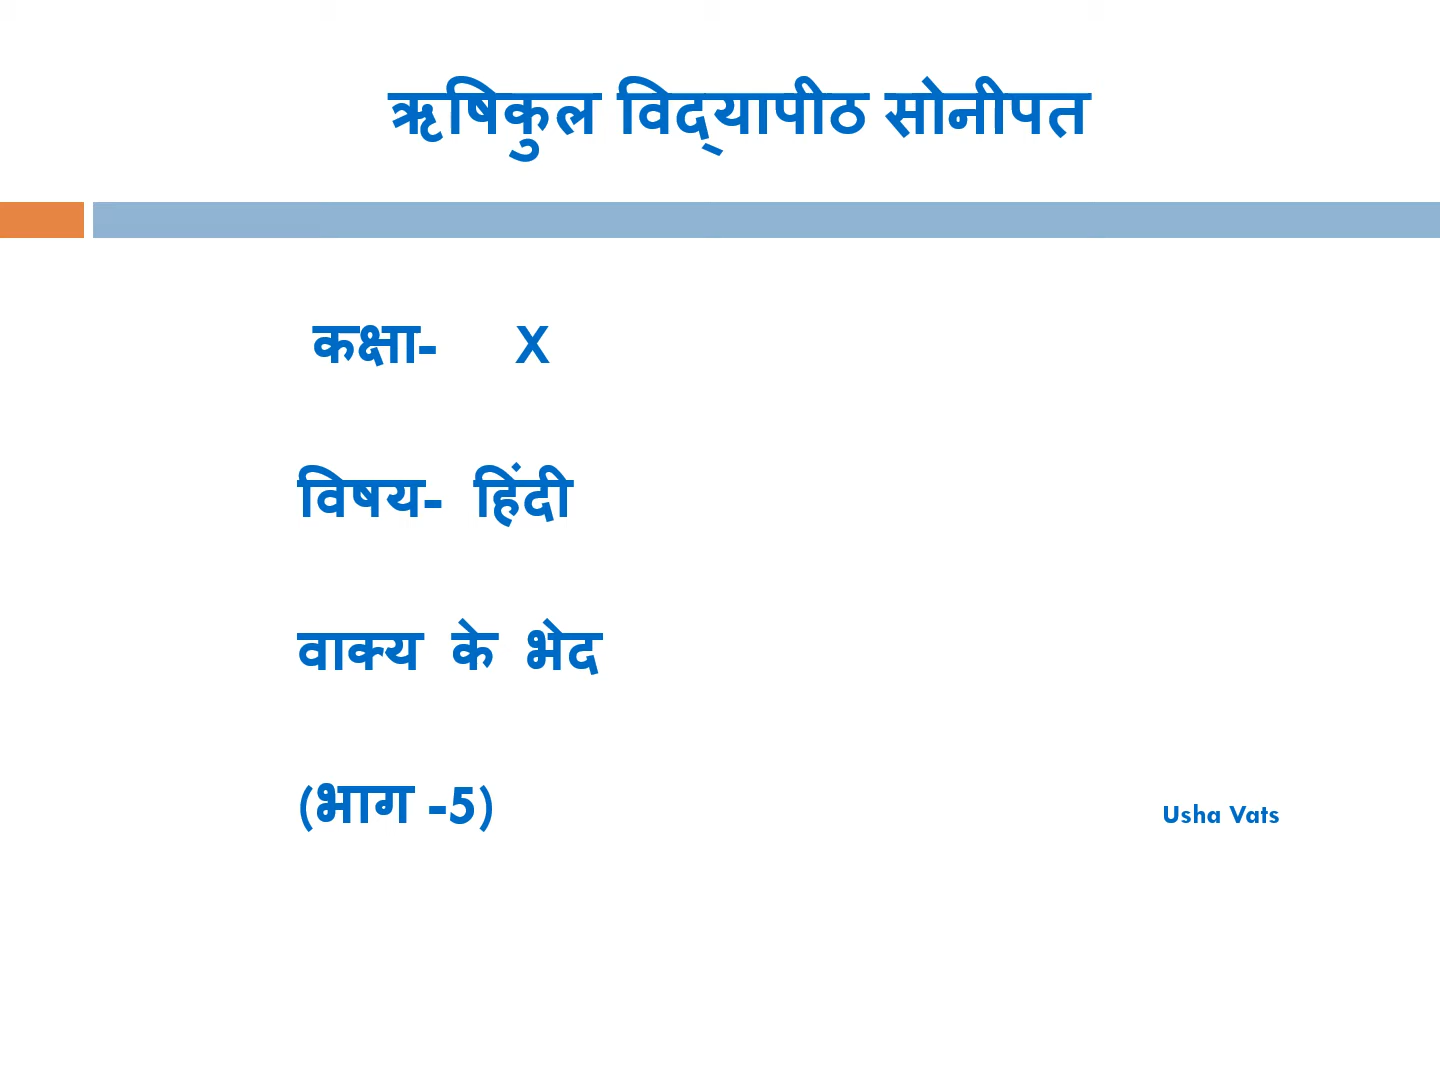 ऋषिकुल विद्‌यापीठ सोनीपत
कक्षा- X
विषय- हिंदी
वाक्य के भेद
(भाग -5)
Usha Vats